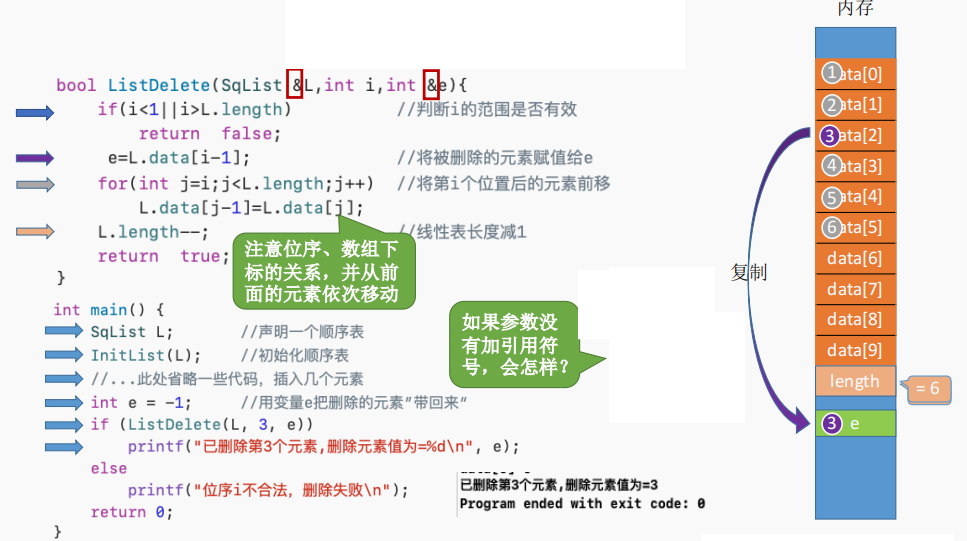 内存
bool ListDelete(SqList &L,int i,int &e){
if(i<1||i>L.length) //判断i的范围是否有效
return false;
e=L.data[i-1]; //将被删除的元素赋值给e
for(int j=i;j<L.length;j++) //将第i个位置后的元素前移
L.data[j-1]=L.data[j];
L.length--; //线性表长度减1
return true;
}
注意位序、数组下
标的关系，并从前
面的元素依次移动
int main() {
SqList L; //声明一个顺序表
InitList(L); //初始化顺序表
//...此处省略一些代码，插入几个元素
int e = -1; //用变量e把删除的元素"带回来"
if (ListDelete(L, 3, e))
printf("已删除第3个元素,删除元素值为=%d\n", e);
else
printf("位序i不合法，删除失败\n");
return 0;
}
如果参数没
有加引用符
号，会怎样？
已删除第3个元素,删除元素值为=3
Program ended with exit code: 0
复制
1 ata[0]
2 ata[1]
3 ata[2]
4 ata[3]
5 ata[4]
6 ata[5]
data[6]
data[7]
data[8]
data[9]
length
= 6
3 e